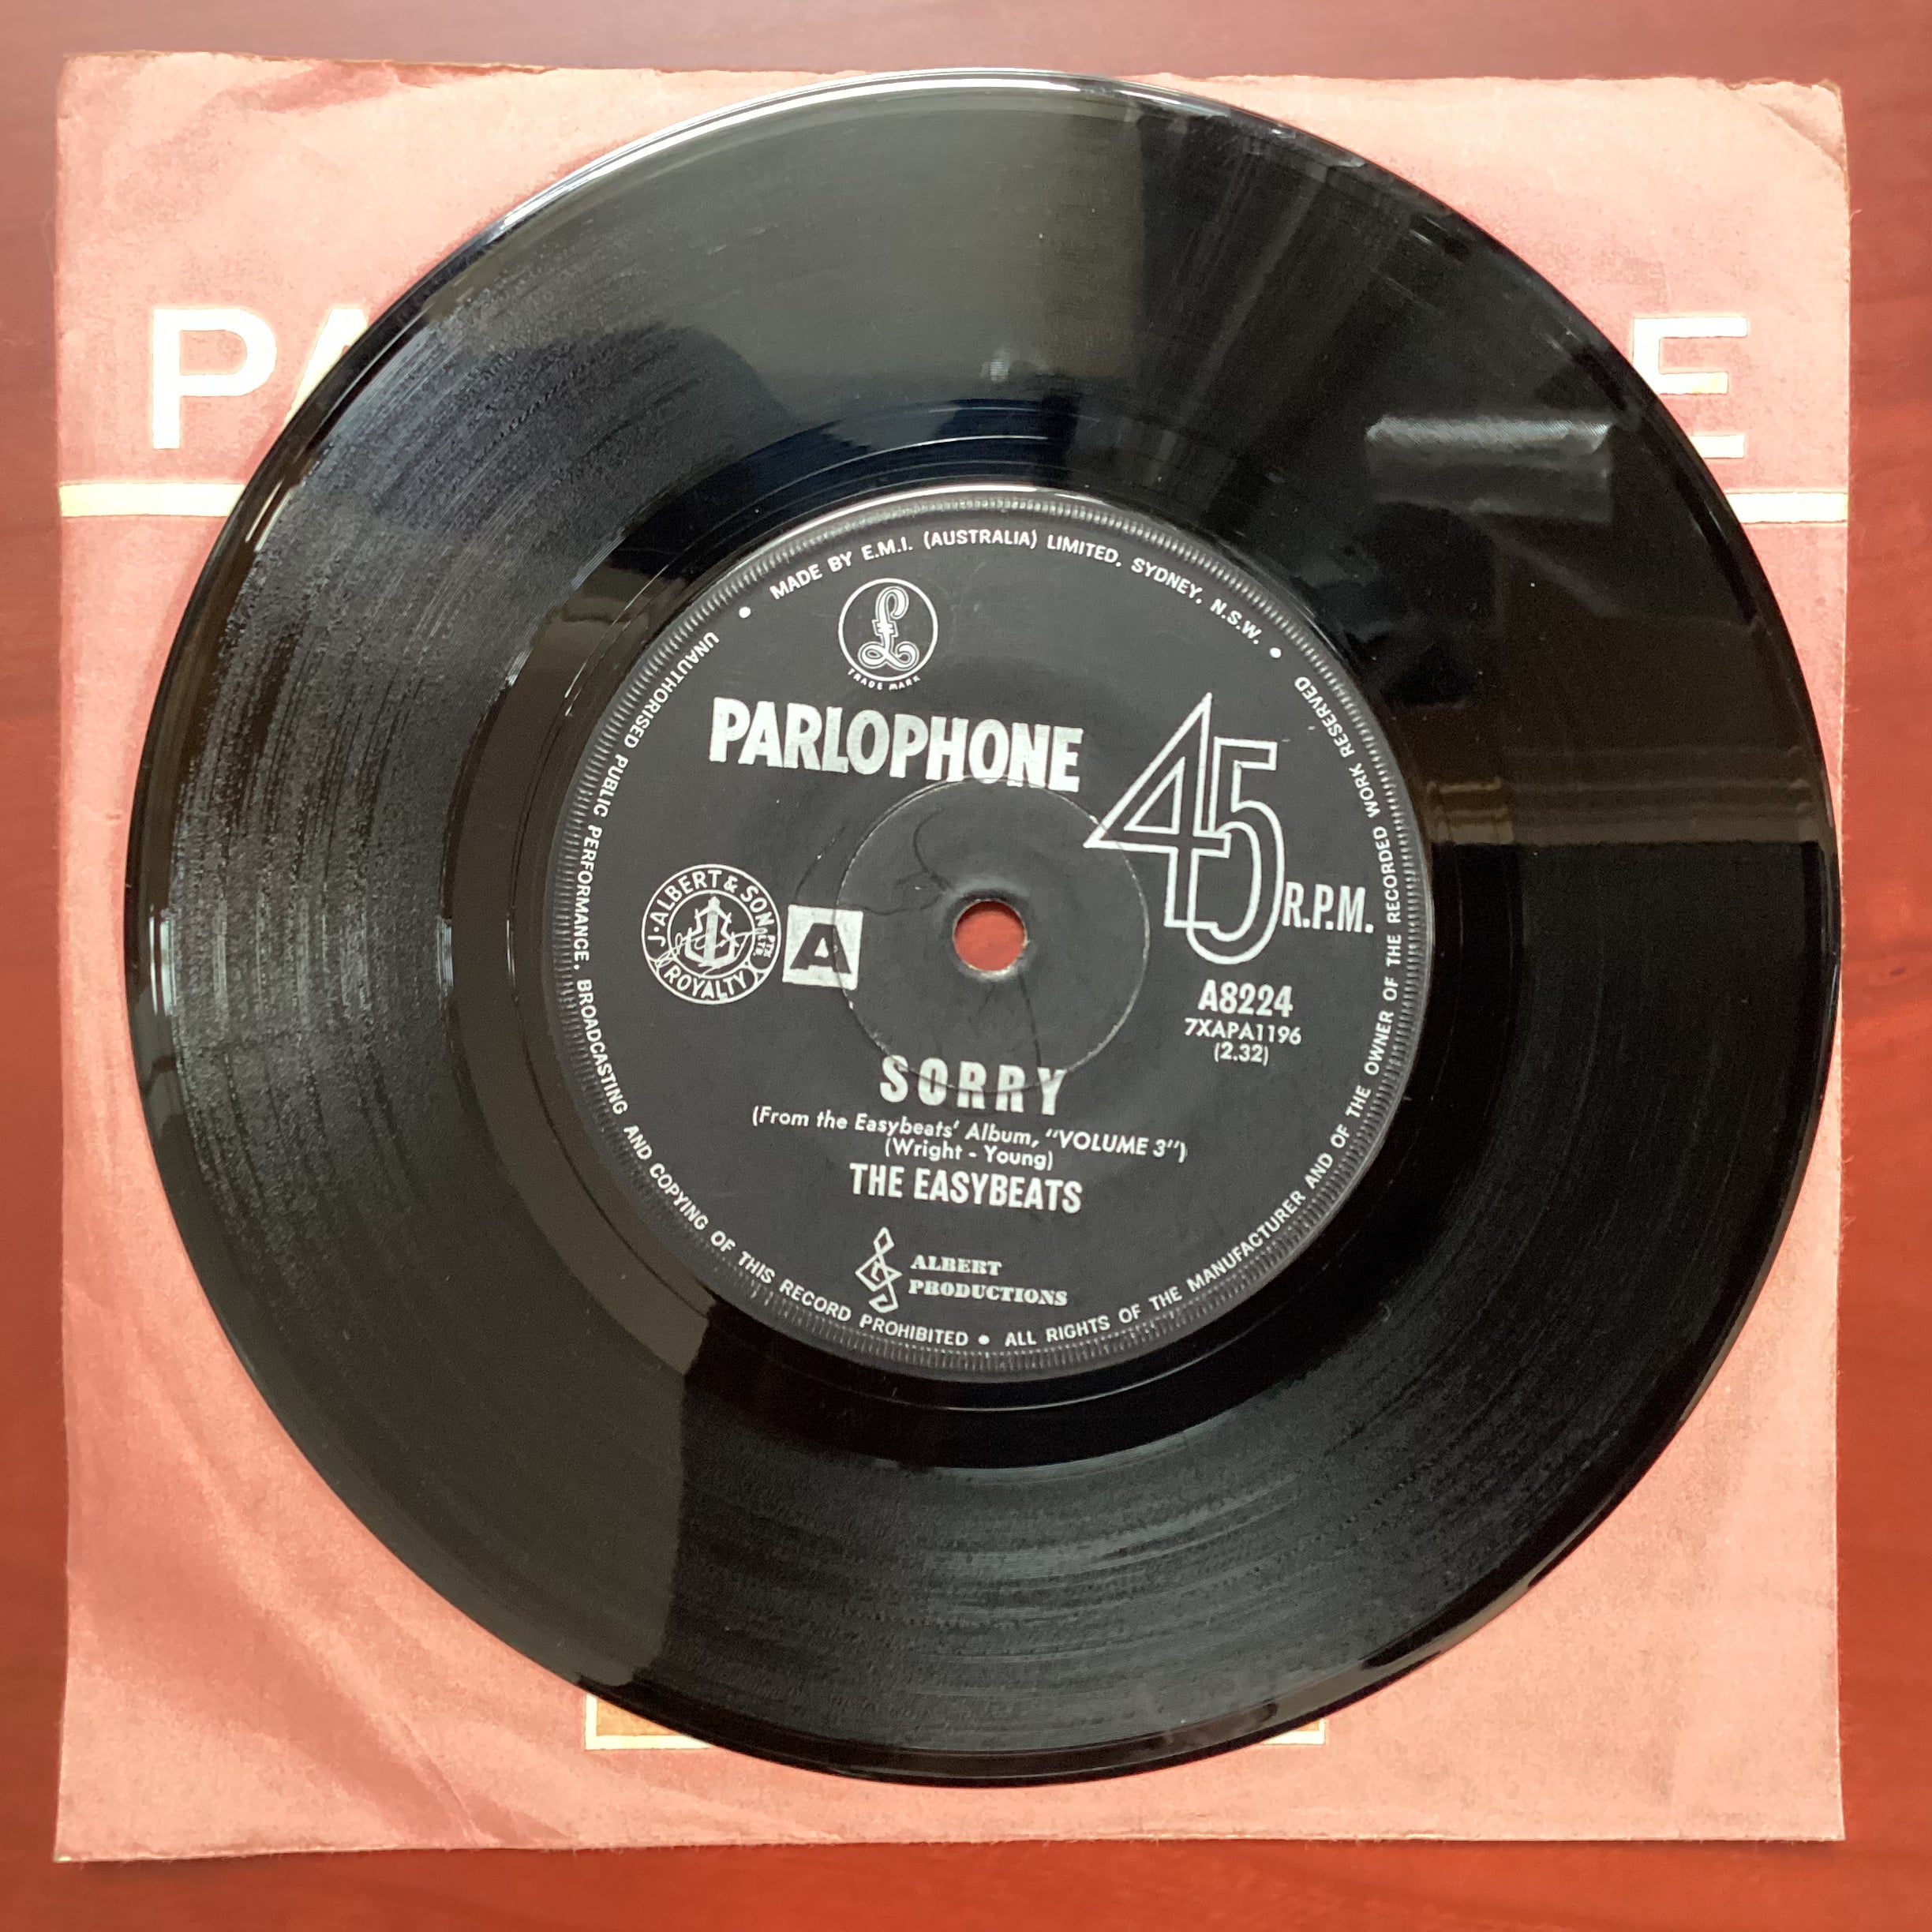 PA E
MADE BY E.M.I. (AUSTRALIA) LIMITED, SYDNEY, N.S.W.
TRADE MARK
PARLOPHONE
45 R.P.M.
J. ALBERT & SON PTY. LTD.
ROYALTY
A
A8224
7XAPA1196
(2.32)
SORRY
(From the Easybeats' Album, "VOLUME 3")
(Wright - Young)
THE EASYBEATS
ALBERT
PRODUCTIONS
UNAUTHORISED PUBLIC PERFORMANCE, BROADCASTING AND COPYING OF THIS RECORD PROHIBITED • ALL RIGHTS OF THE MANUFACTURER AND OF THE OWNER OF THE RECORDED WORK RESERVED